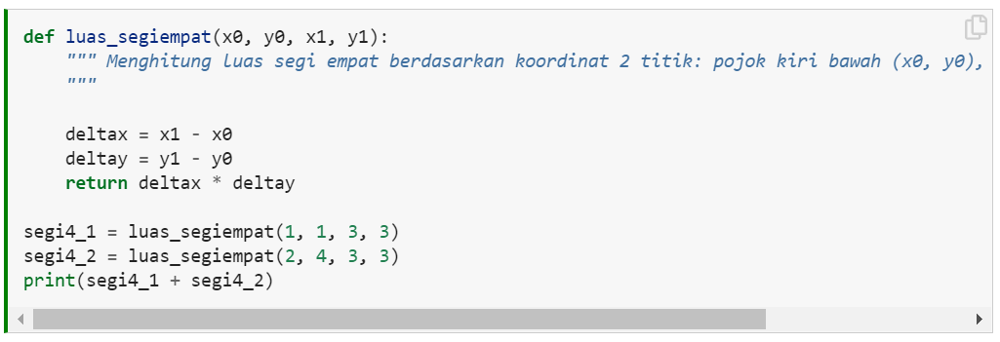 def luas_segiempat(x0, y0, x1, y1):
    """ Menghitung luas segi empat berdasarkan koordinat 2 titik: pojok kiri bawah (x0, y0),
    """
    deltax = x1 - x0
    deltay = y1 - y0
    return deltax * deltay
segi4_1 = luas_segiempat(1, 1, 3, 3)
segi4_2 = luas_segiempat(2, 4, 3, 3)
print(segi4_1 + segi4_2)